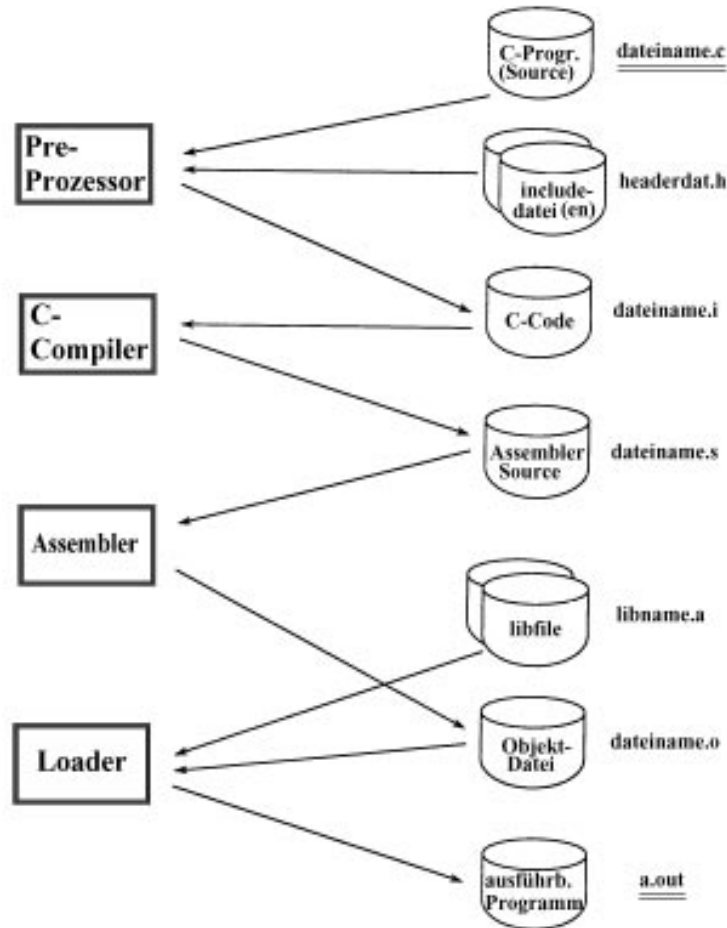 C-Progr.
(Source)
dateiname.c
Pre-
Prozessor
include-
datei (en)
headerdat.h
C-
Compiler
C-Code
dateiname.i
Assembler
Source
dateiname.s
Assembler
libfile
libname.a
Loader
Objekt-
Datei
dateiname.o
ausführb.
Programm
a.out